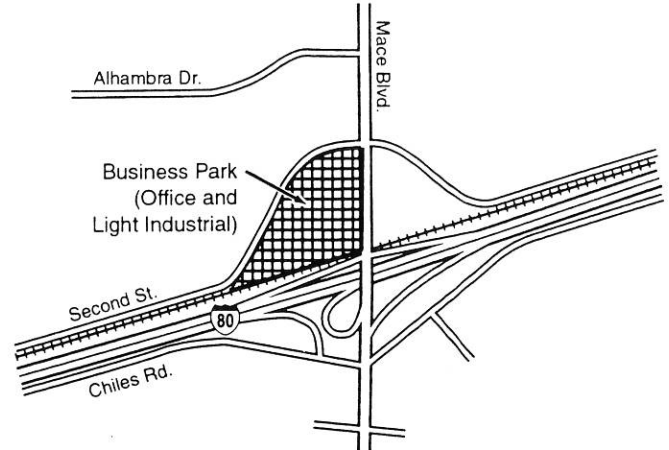 Mace Blvd.
Alhambra Dr.
Business Park
(Office and
Light Industrial)
Second St.
80
Chiles Rd.